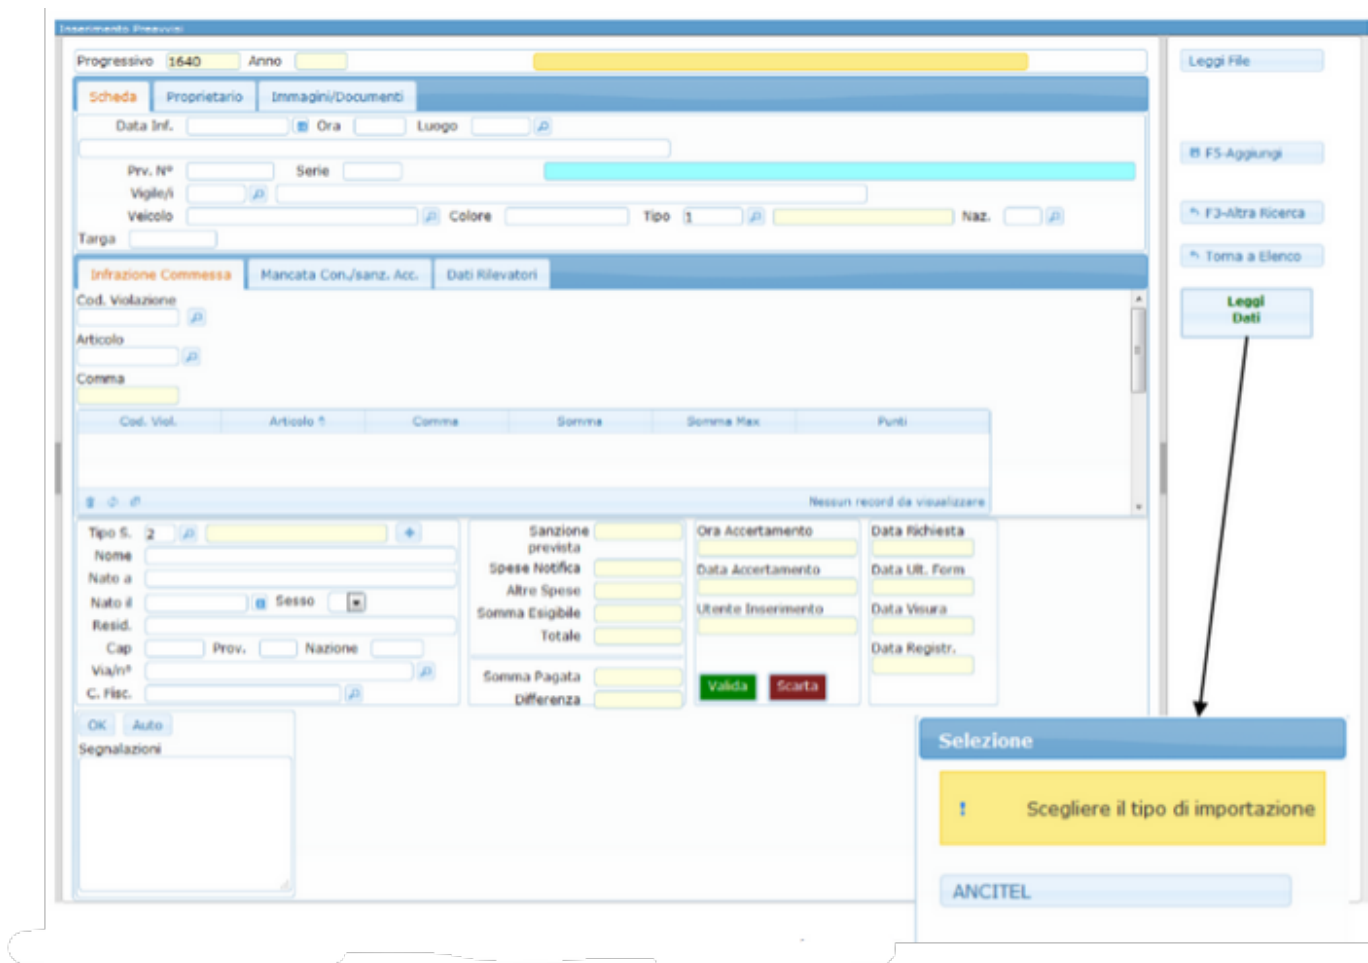 Inserimento Preavvisi
Progressivo 1640 Anno
Leggi File
Scheda Proprietario Immagini/Documenti
Data Inf. Ora Luogo
F5-Aggiungi
Prv. N° Serie
Vigile/i
Veicolo Colore Tipo 1 Naz.
F3-Altra Ricerca
Targa
Torna a Elenco
Infrazione Commessa Mancata Con./sanz. Acc. Dati Rilevatori
Cod. Violazione
Leggi
Dati
Articolo
Comma
Cod. Viol. Articolo Comma Somma Somma Max Punti
Nessun record da visualizzare
Tipo S. 2
Nome
Nato a
Nato il Sesso
Resid.
Cap Prov. Nazione
Via/n°
C. Fisc.
Sanzione
prevista
Spese Notifica
Altre Spese
Somma Esigibile
Totale
Somma Pagata
Differenza
Ora Accertamento
Data Accertamento
Utente Inserimento
Valida Scarta
Data Richiesta
Data Ult. Form
Data Visura
Data Registr.
OK Auto
Segnalazioni
Selezione
! Scegliere il tipo di importazione
ANCITEL